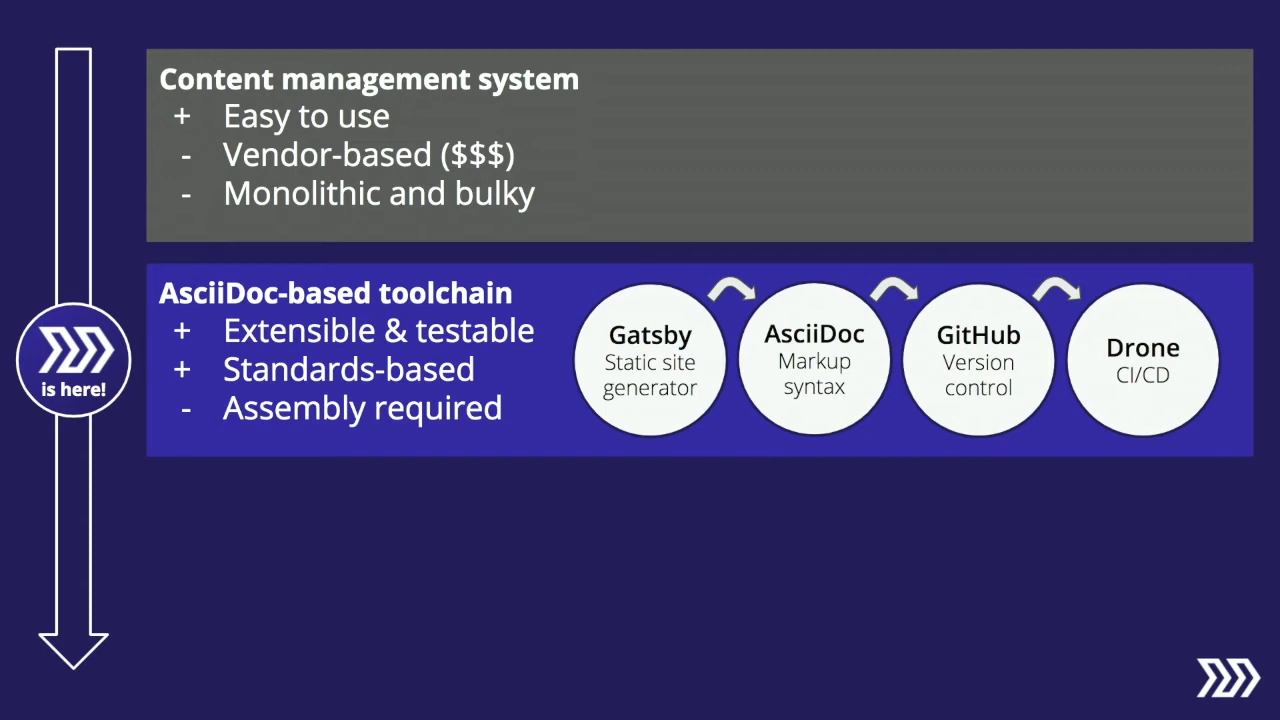 Content management system
+ Easy to use
- Vendor-based ($$$)
- Monolithic and bulky
is here!
AsciiDoc-based toolchain
+ Extensible & testable
+ Standards-based
- Assembly required
Gatsby
Static site
generator
AsciiDoc
Markup
syntax
GitHub
Version
control
Drone
CI/CD